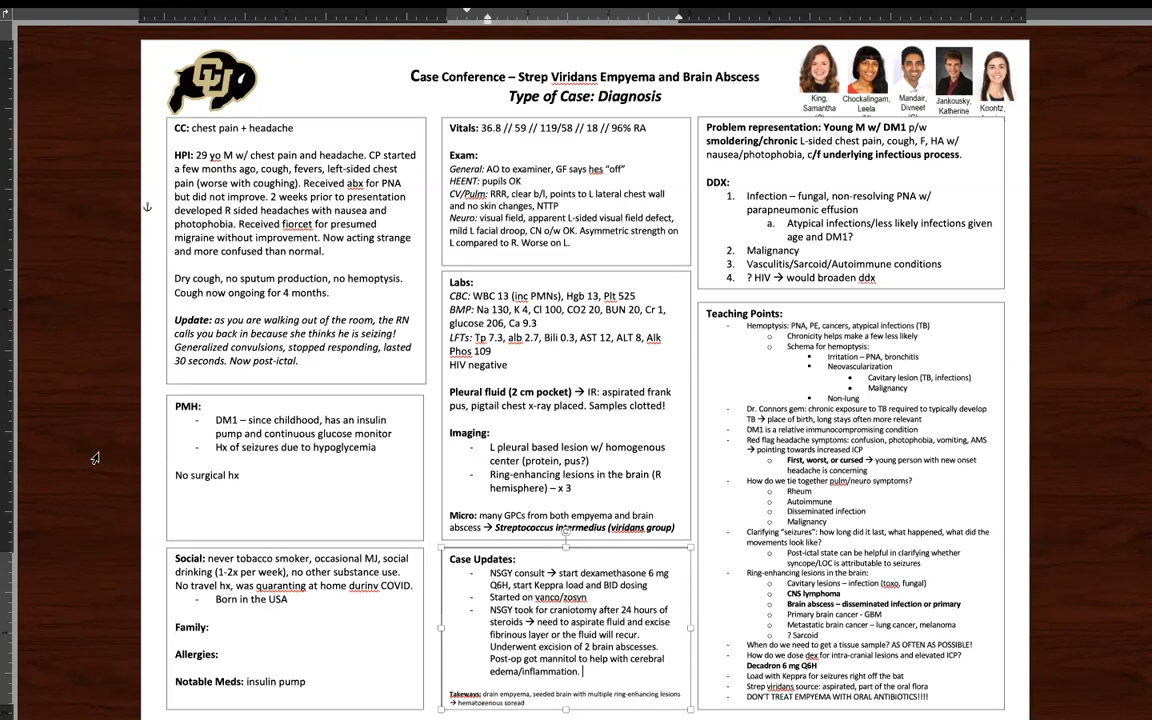 CU
Case Conference – Strep Viridans Empyema and Brain Abscess
Type of Case: Diagnosis
King,
Samantha
Chockalingam,
Leela
Mandair,
Divneet
Jankousky,
Katherine
Koontz,
CC: chest pain + headache
HPI: 29 yo M w/ chest pain and headache. CP started
a few months ago, cough, fevers, left-sided chest
pain (worse with coughing). Received abx for PNA
but did not improve. 2 weeks prior to presentation
developed R sided headaches with nausea and
photophobia. Received fiorcet for presumed
migraine without improvement. Now acting strange
and more confused than normal.
Dry cough, no sputum production, no hemoptysis.
Cough now ongoing for 4 months.
Update: as you are walking out of the room, the RN
calls you back in because she thinks he is seizing!
Generalized convulsions, stopped responding, lasted
30 seconds. Now post-ictal.
PMH:
- DM1 – since childhood, has an insulin
pump and continuous glucose monitor
- Hx of seizures due to hypoglycemia
No surgical hx
Social: never tobacco smoker, occasional MJ, social
drinking (1-2x per week), no other substance use.
No travel hx, was quaranting at home durinv COVID.
- Born in the USA
Family:
Allergies:
Notable Meds: insulin pump
Vitals: 36.8 // 59 // 119/58 // 18 // 96% RA
Exam:
General: AO to examiner, GF says hes “off”
HEENT: pupils OK
CV/Pulm: RRR, clear b/l, points to L lateral chest wall
and no skin changes, NTTP
Neuro: visual field, apparent L-sided visual field defect,
mild L facial droop, CN o/w OK. Asymmetric strength on
L compared to R. Worse on L.
Labs:
CBC: WBC 13 (inc PMNs), Hgb 13, Plt 525
BMP: Na 130, K 4, Cl 100, CO2 20, BUN 20, Cr 1,
glucose 206, Ca 9.3
LFTs: Tp 7.3, alb 2.7, Bili 0.3, AST 12, ALT 8, Alk
Phos 109
HIV negative
Pleural fluid (2 cm pocket) → IR: aspirated frank
pus, pigtail chest x-ray placed. Samples clotted!
Imaging:
- L pleural based lesion w/ homogenous
center (protein, pus?)
- Ring-enhancing lesions in the brain (R
hemisphere) – x 3
Micro: many GPCs from both empyema and brain
abscess → Streptococcus intermedius (viridans group)
Case Updates:
- NSGY consult → start dexamethasone 6 mg
Q6H, start Keppra load and BID dosing
- Started on vanco/zosyn
- NSGY took for craniotomy after 24 hours of
steroids → need to aspirate fluid and excise
fibrinous layer or the fluid will recur.
Underwent excision of 2 brain abscesses.
Post-op got mannitol to help with cerebral
edema/inflammation.
Takeways: drain empyema, seeded brain with multiple ring-enhancing lesions
→ hematogenous spread
Problem representation: Young M w/ DM1 p/w
smoldering/chronic L-sided chest pain, cough, F, HA w/
nausea/photophobia, c/f underlying infectious process.
DDX:
1. Infection – fungal, non-resolving PNA w/
parapneumonic effusion
a. Atypical infections/less likely infections given
age and DM1?
2. Malignancy
3. Vasculitis/Sarcoid/Autoimmune conditions
4. ? HIV → would broaden ddx
Teaching Points:
- Hemoptysis: PNA, PE, cancers, atypical infections (TB)
o Chronicity helps make a few less likely
o Schema for hemoptysis:
▪ Irritation – PNA, bronchitis
▪ Neovascularization
• Cavitary lesion (TB, infections)
• Malignancy
▪ Non-lung
- Dr. Connors gem: chronic exposure to TB required to typically develop
TB → place of birth, long stays often more relevant
- DM1 is a relative immunocompromising condition
- Red flag headache symptoms: confusion, photophobia, vomiting, AMS
→ pointing towards increased ICP
o First, worst, or cursed → young person with new onset
headache is concerning
- How do we tie together pulm/neuro symptoms?
o Rheum
o Autoimmune
o Disseminated infection
o Malignancy
- Clarifying “seizures”: how long did it last, what happened, what did the
movements look like?
o Post-ictal state can be helpful in clarifying whether
syncope/LOC is attributable to seizures
- Ring-enhancing lesions in the brain:
o Cavitary lesions – infection (toxo, fungal)
o CNS lymphoma
o Brain abscess – disseminated infection or primary
o Primary brain cancer - GBM
o Metastatic brain cancer – lung cancer, melanoma
o ? Sarcoid
- When do we need to get a tissue sample? AS OFTEN AS POSSIBLE!
- How do we dose dex for intra-cranial lesions and elevated ICP?
Decadron 6 mg Q6H
- Load with Keppra for seizures right off the bat
- Strep viridans source: aspirated, part of the oral flora
- DON’T TREAT EMPYEMA WITH ORAL ANTIBIOTICS!!!!